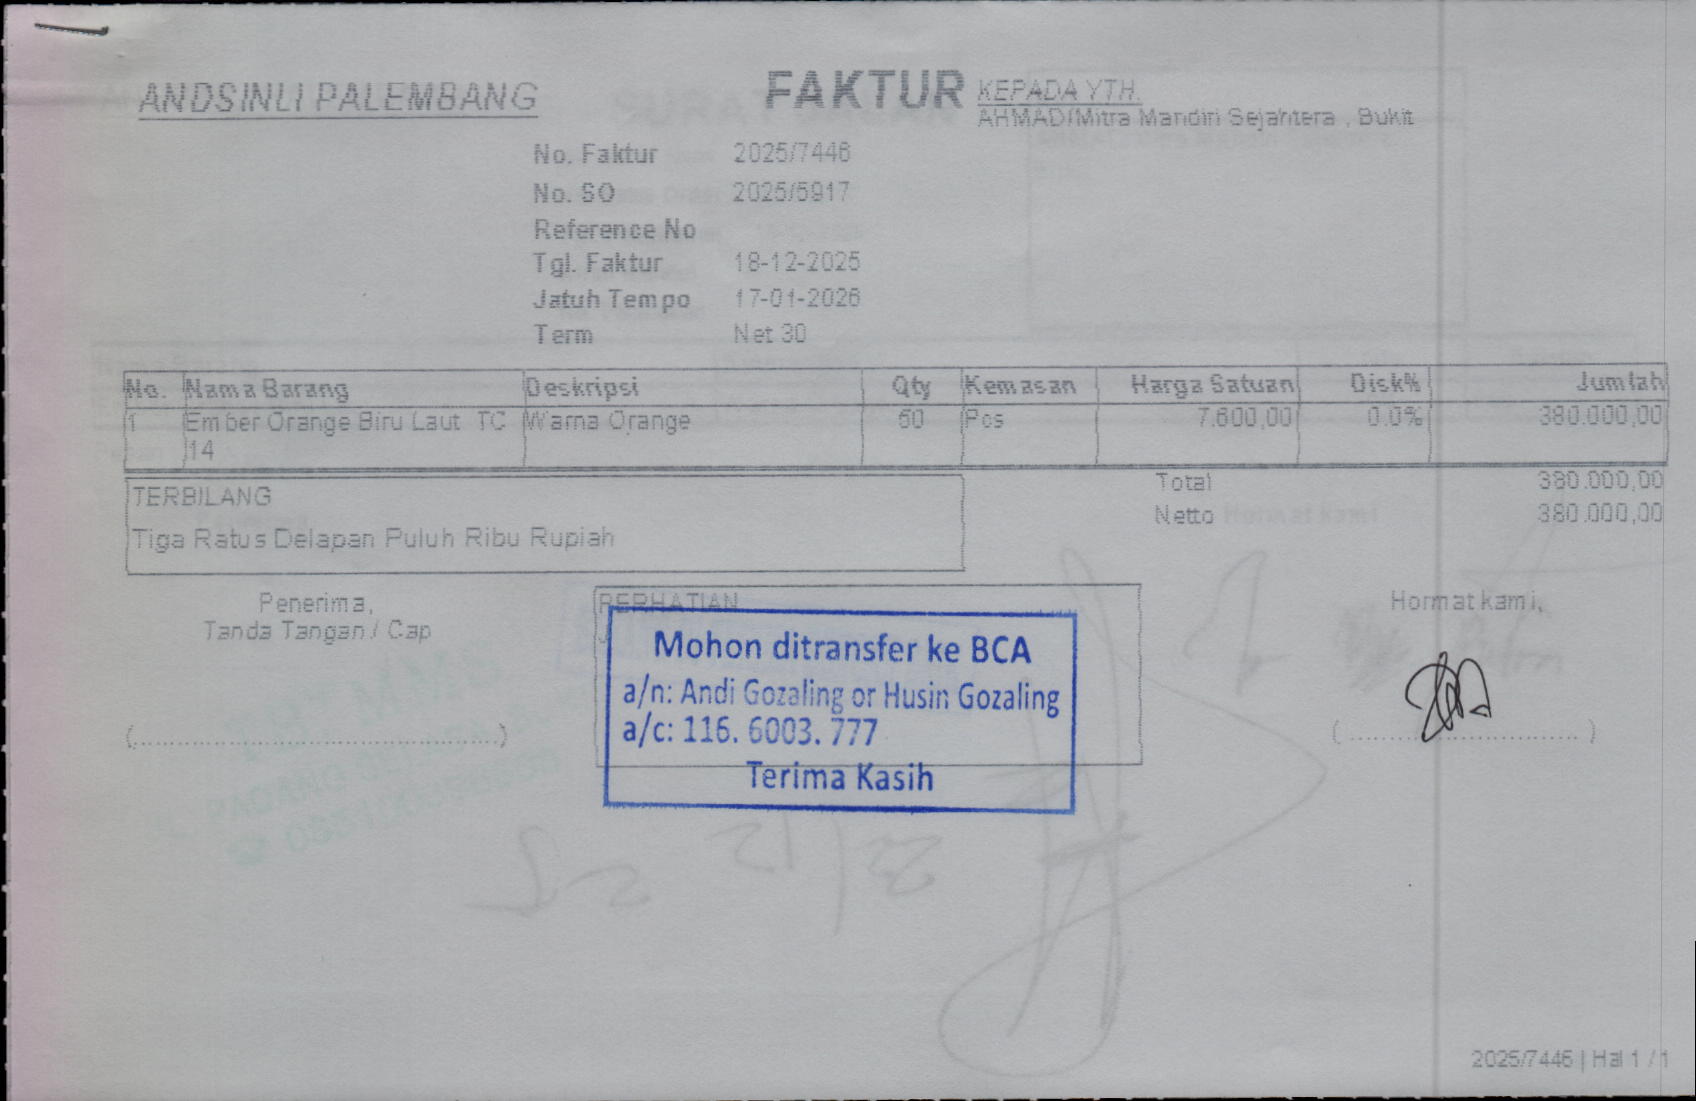 ANDSINLI PALEMBANG
FAKTUR
KEPADA YTH.
AHMAD/Mitra Mandiri Sejahtera , Bukit
No. Faktur 2025/7446
No. SO 2025/5917
Reference No
Tgl. Faktur 18-12-2025
Jatuh Tempo 17-01-2026
Term Net 30
No. Nama Barang Deskripsi Qty Kemasan Harga Satuan Disk% Jumlah
1 Ember Orange Biru Laut TC 14 Warna Orange 50 Pcs 7.600,00 0.0% 380.000,00
Total 380.000,00
Netto 380.000,00
TERBILANG
Tiga Ratus Delapan Puluh Ribu Rupiah
Penerima,
Tanda Tangan / Cap
PERHATIAN
Mohon ditransfer ke BCA
a/n: Andi Gozaling or Husin Gozaling
a/c: 116. 6003. 777
Terima Kasih
Hormat kami,
2025/7446 | Hal 1 / 1